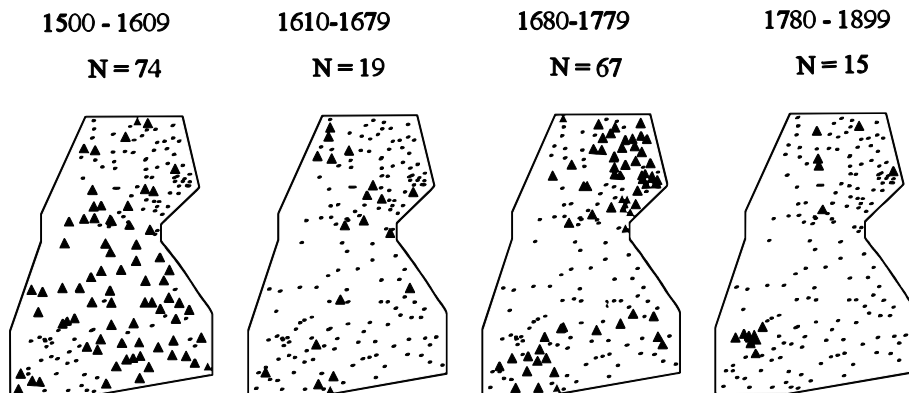 1500 - 1609 1610-1679 1680-1779 1780 - 1899
N = 74 N = 19 N = 67 N = 15